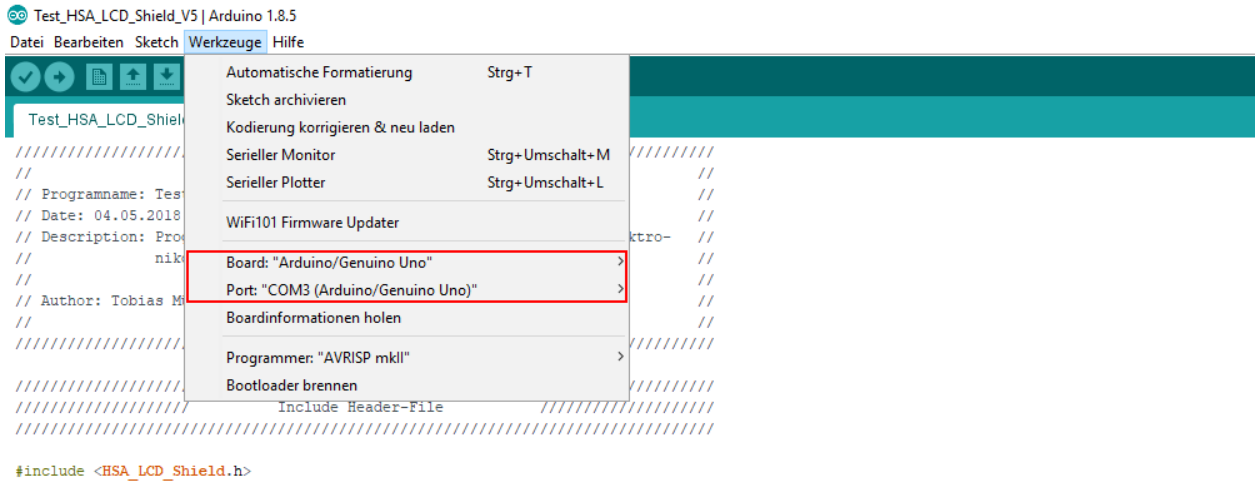 Test_HSA_LCD_Shield_V5 | Arduino 1.8.5
Datei Bearbeiten Sketch Werkzeuge Hilfe
Automatische Formatierung Strg+T
Sketch archivieren
Test_HSA_LCD_Shiel
Kodierung korrigieren & neu laden
/////////////////// Serieller Monitor Strg+Umschalt+M //////////
// //
Serieller Plotter Strg+Umschalt+L
// Programname: Tes //
// Date: 04.05.2018 //
WiFi101 Firmware Updater
// Description: Pro ktro- //
// nik //
Board: "Arduino/Genuino Uno"
// //
Port: "COM3 (Arduino/Genuino Uno)"
// Author: Tobias M //
// Boardinformationen holen //
/////////////////// //////////
Programmer: "AVRISP mkII"
/////////////////// Bootloader brennen //////////
//////////////////// Include Header-File ////////////////////
////////////////////////////////////////////////////////////////////////////////
#include <HSA_LCD_Shield.h>